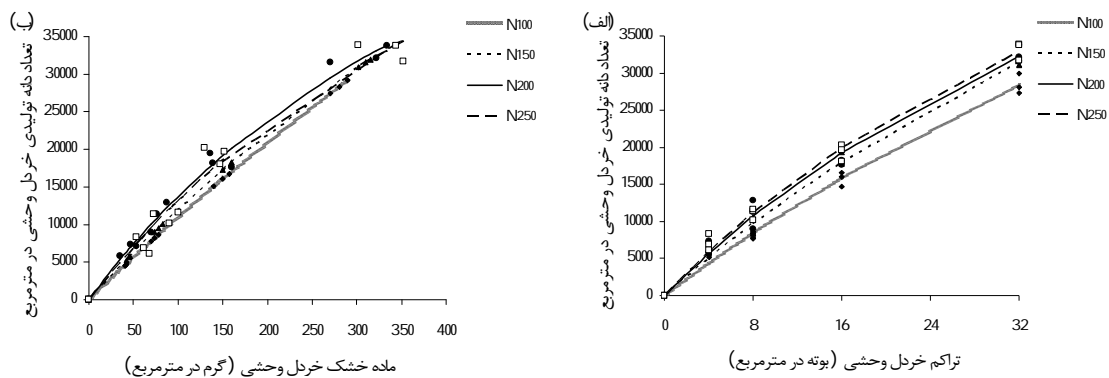 (الف)
تعداد دانه تولیدی خردل وحشی در مترمربع
35000
30000
25000
20000
15000
10000
5000
0
0 8 16 24 32
تراکم خردل وحشی (بوته در مترمربع)
N100
N150
N200
N250
(ب)
تعداد دانه تولیدی خردل وحشی در مترمربع
35000
30000
25000
20000
15000
10000
5000
0
0 50 100 150 200 250 300 350 400
ماده خشک خردل وحشی (گرم در مترمربع)
N100
N150
N200
N250